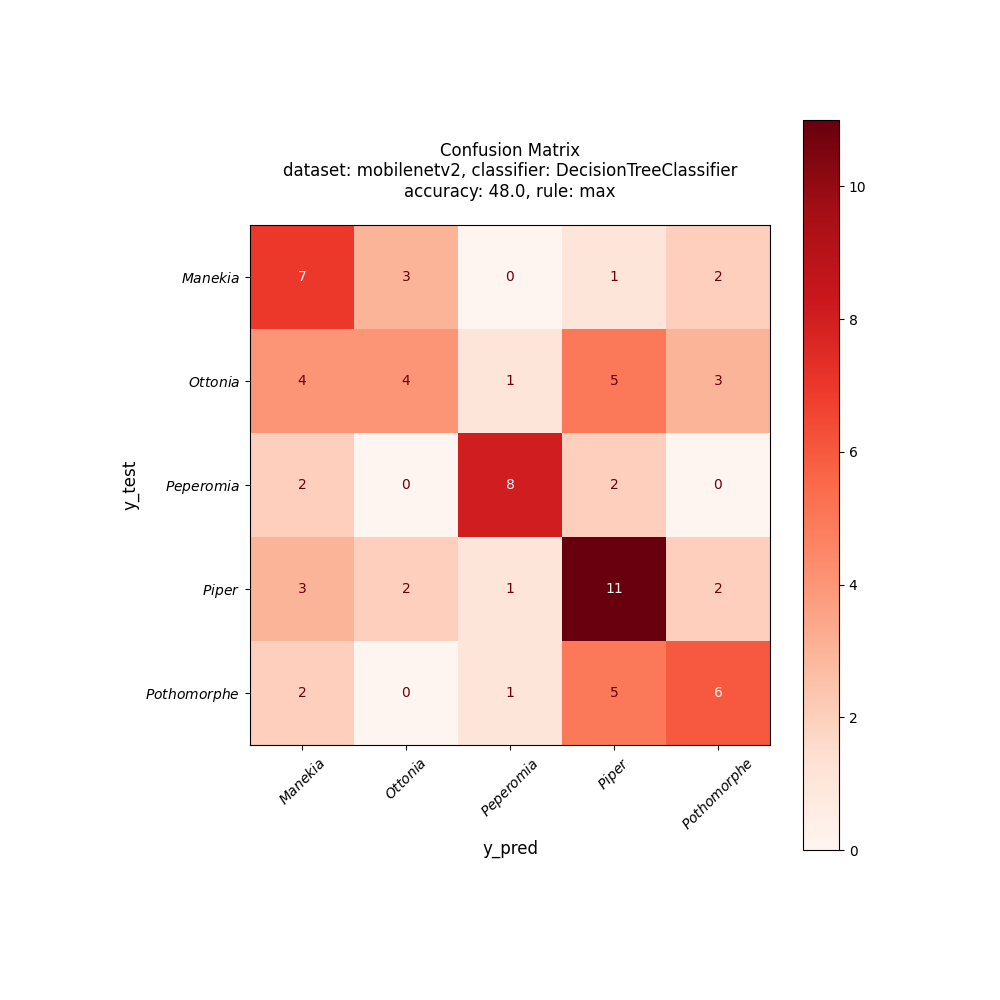 Confusion Matrix
dataset: mobilenetv2, classifier: DecisionTreeClassifier
accuracy: 48.0, rule: max
Manekia 7 3 0 1 2
Ottonia 4 4 1 5 3
Peperomia 2 0 8 2 0
Piper 3 2 1 11 2
Pothomorphe 2 0 1 5 6
Manekia Ottonia Peperomia Piper Pothomorphe
y_pred
y_test
10
8
6
4
2
0